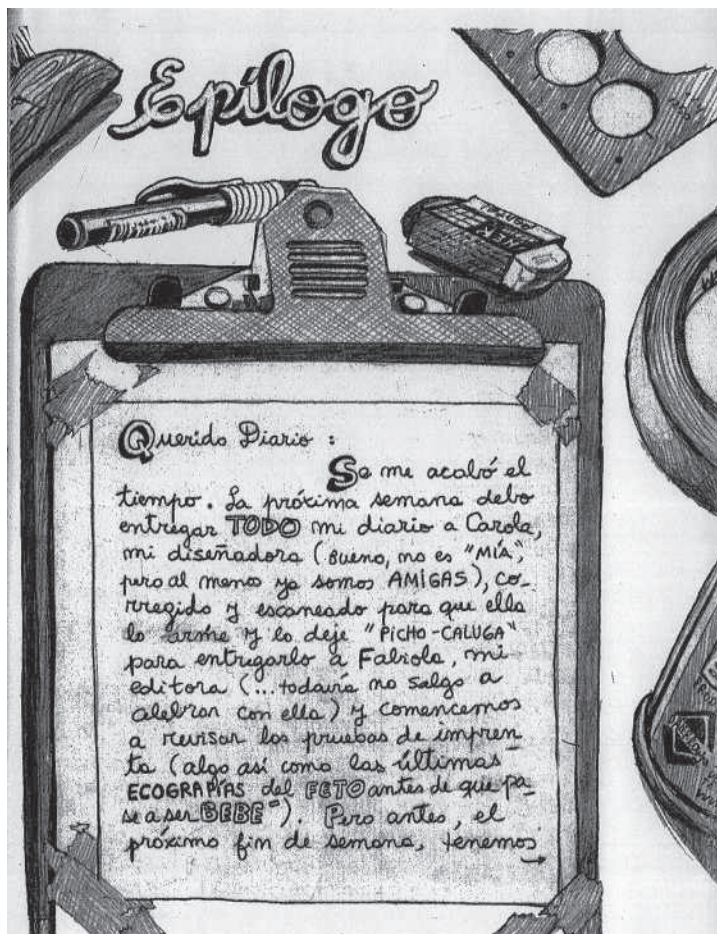 Epílogo
Querido Diario :
Se me acabó el
tiempo. La próxima semana debo
entregar TODO mi diario a Carola,
mi diseñadora (Bueno, no es "MÍA",
pero al menos ya somos AMIGAS), co-
rregido y escaneado para que ella
lo arme y lo deje "PICHO-CALUGA"
para entregarlo a Fabiola, mi
editora (...todavía no salgo a
celebrar con ella) y comencemos
a revisar las pruebas de impren
ta (algo así como las últimas
ECOGRAFÍAS del FETO antes de que pa-
se a ser BEBÉ"). Pero antes, el
próximo fin de semana, tenemos